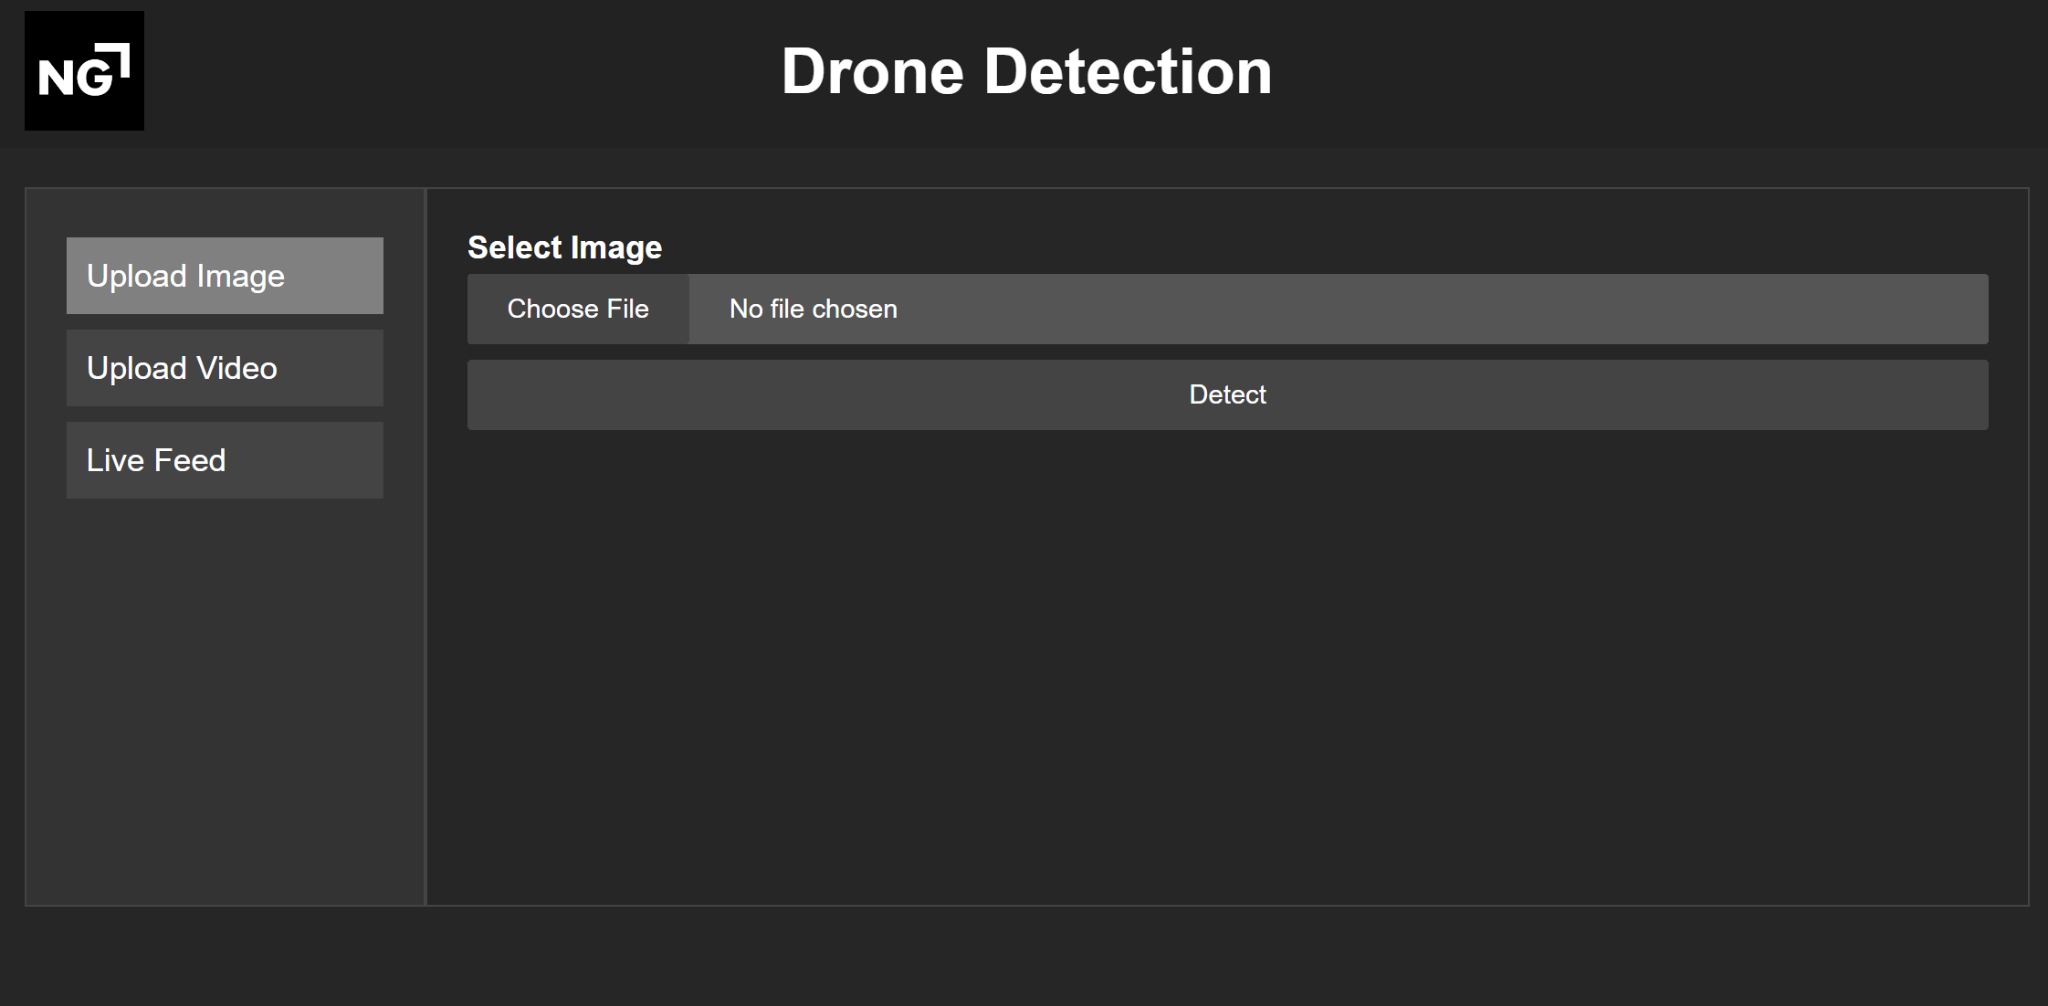 NG
Drone Detection
Upload Image
Upload Video
Live Feed
Select Image
Choose File No file chosen
Detect